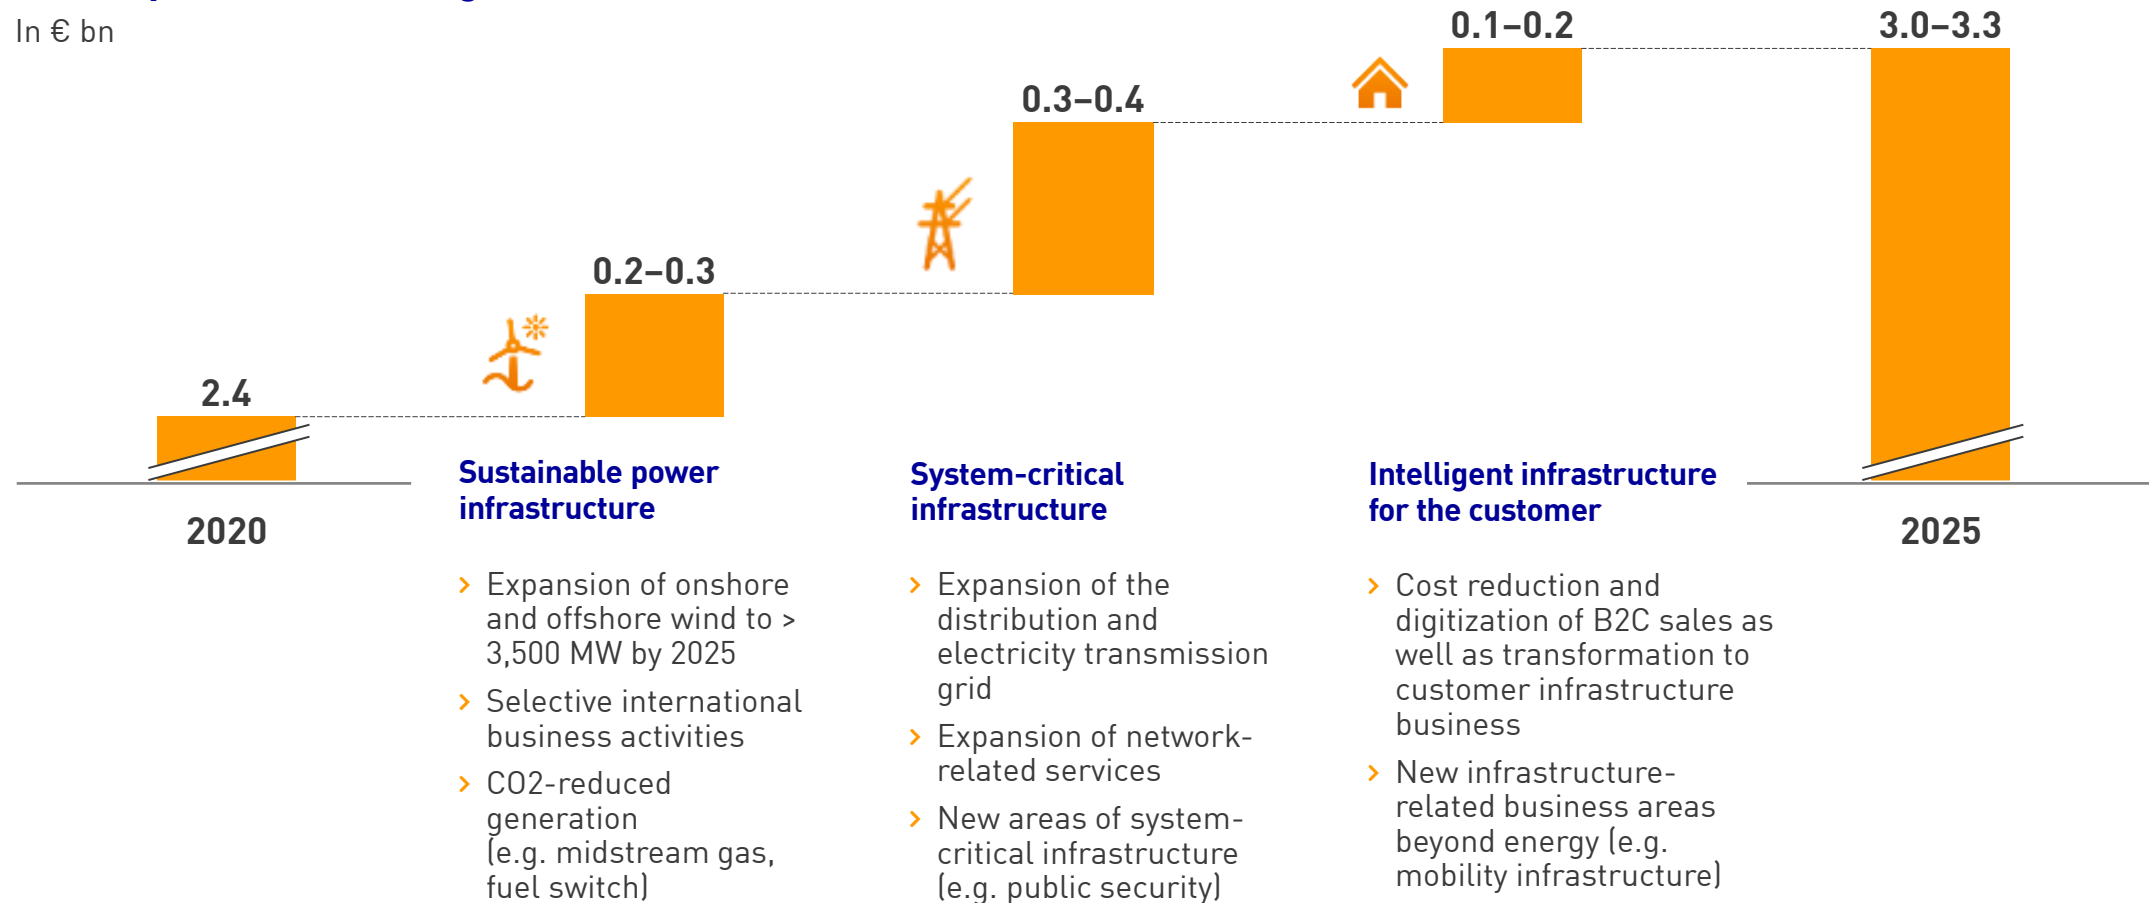 In € bn
0.1–0.2
3.0–3.3
0.3–0.4
0.2–0.3
2.4
2020
2025
Sustainable power
infrastructure
› Expansion of onshore
and offshore wind to >
3,500 MW by 2025
› Selective international
business activities
› CO2-reduced
generation
(e.g. midstream gas,
fuel switch)
System-critical
infrastructure
› Expansion of the
distribution and
electricity transmission
grid
› Expansion of network-
related services
› New areas of system-
critical infrastructure
(e.g. public security)
Intelligent infrastructure
for the customer
› Cost reduction and
digitization of B2C sales as
well as transformation to
customer infrastructure
business
› New infrastructure-
related business areas
beyond energy (e.g.
mobility infrastructure)